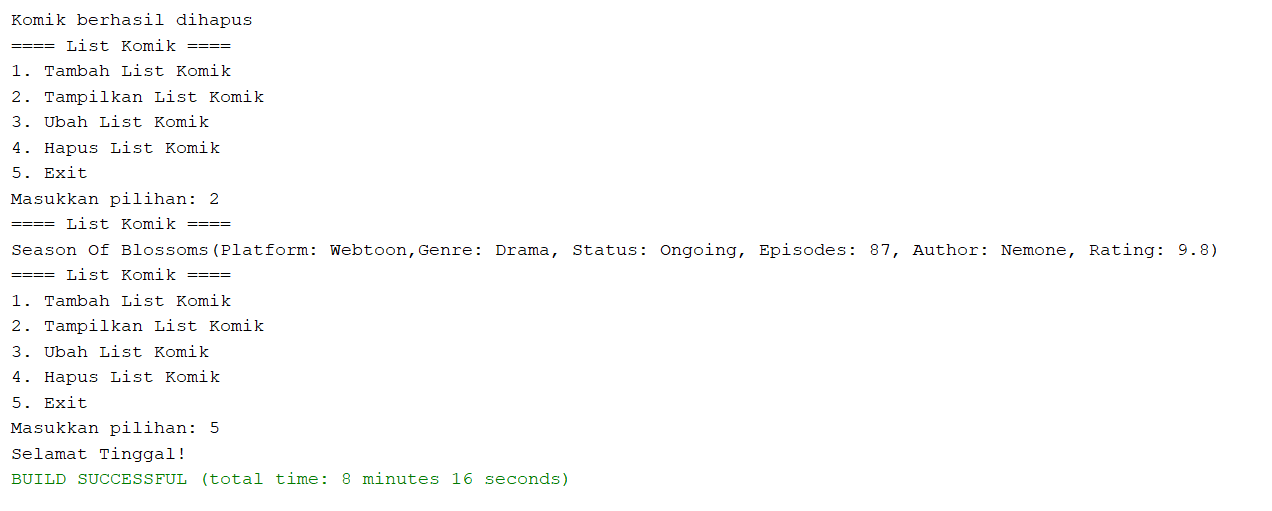 Komik berhasil dihapus
==== List Komik ====
1. Tambah List Komik
2. Tampilkan List Komik
3. Ubah List Komik
4. Hapus List Komik
5. Exit
Masukkan pilihan: 2
==== List Komik ====
Season Of Blossoms(Platform: Webtoon,Genre: Drama, Status: Ongoing, Episodes: 87, Author: Nemone, Rating: 9.8)
==== List Komik ====
1. Tambah List Komik
2. Tampilkan List Komik
3. Ubah List Komik
4. Hapus List Komik
5. Exit
Masukkan pilihan: 5
Selamat Tinggal!
BUILD SUCCESSFUL (total time: 8 minutes 16 seconds)